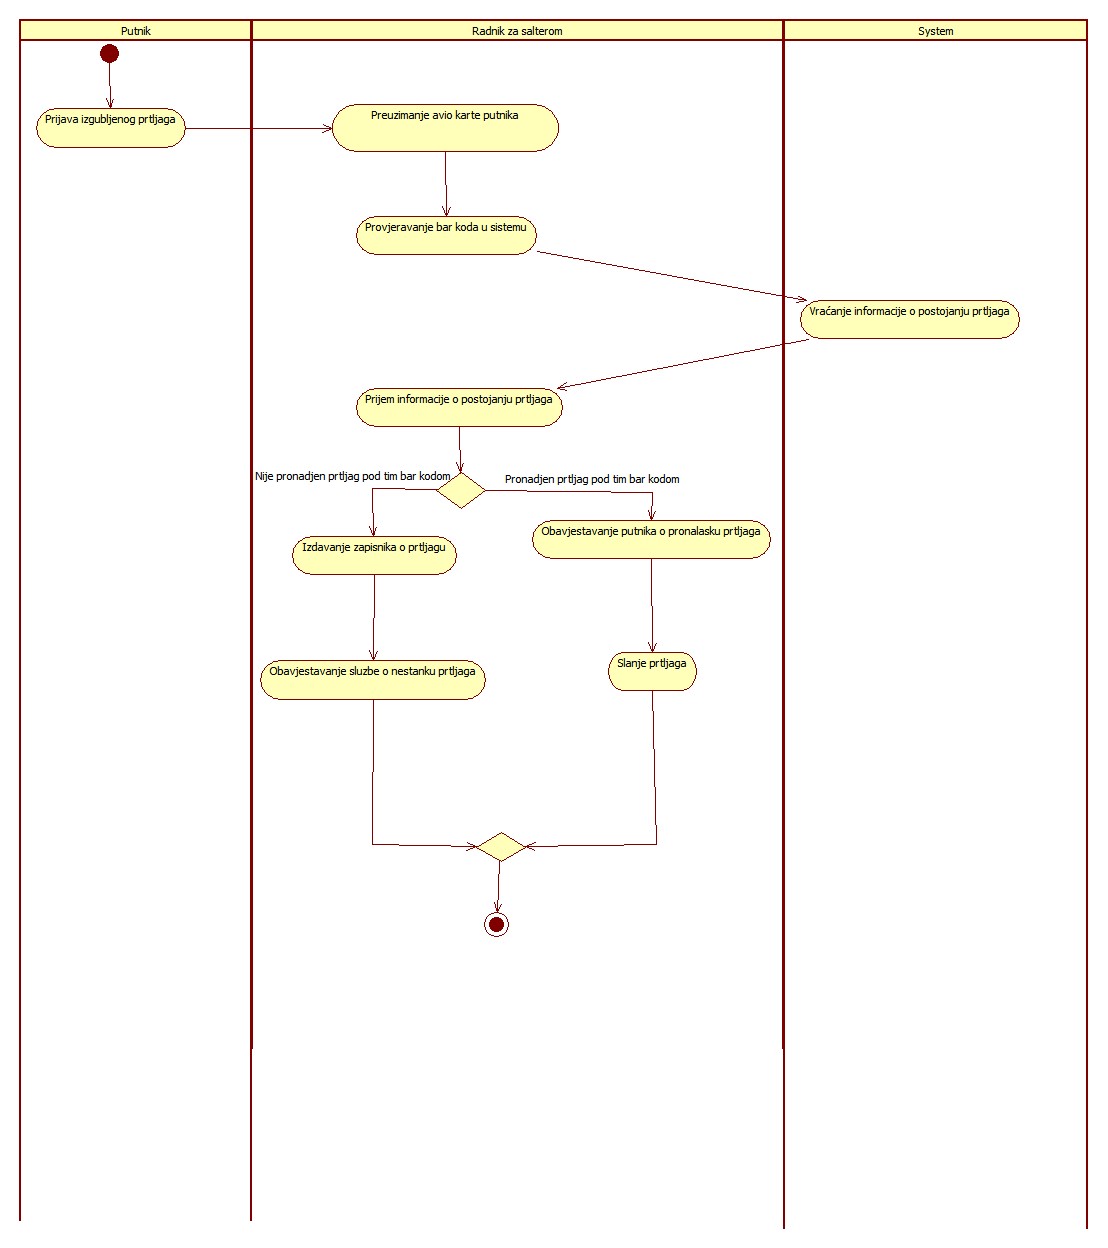 Putnik
Radnik za salterom
System
Prijava izgubljenog prtljaga
Preuzimanje avio karte putnika
Provjeravanje bar koda u sistemu
Vraćanje informacije o postojanju prtljaga
Prijem informacije o postojanju prtljaga
Nije pronadjen prtljag pod tim bar kodom
Pronadjen prtljag pod tim bar kodom
Izdavanje zapisnika o prtljagu
Obavjestavanje putnika o pronalasku prtljaga
Obavjestavanje sluzbe o nestanku prtljaga
Slanje prtljaga